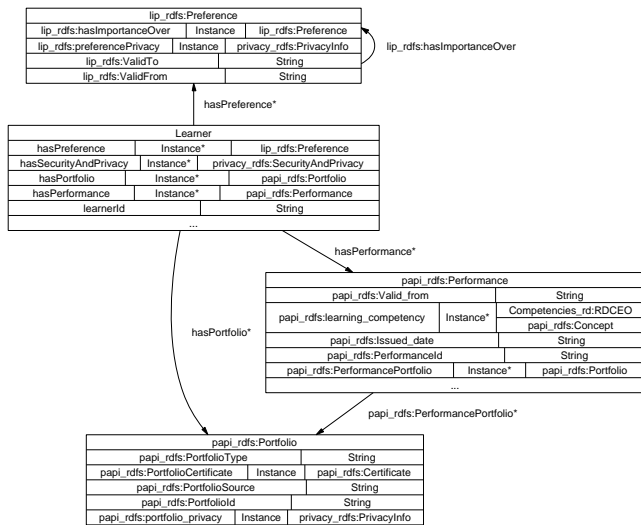 lip_rdfs:Preference
lip_rdfs:hasImportanceOver Instance lip_rdfs:Preference
lip_rdfs:preferencePrivacy Instance privacy_rdfs:PrivacyInfo
lip_rdfs:hasImportanceOver
lip_rdfs:ValidTo String
lip_rdfs:ValidFrom String
hasPreference*
Learner
hasPreference Instance* lip_rdfs:Preference
hasSecurityAndPrivacy Instance* privacy_rdfs:SecurityAndPrivacy
hasPortfolio Instance* papi_rdfs:Portfolio
hasPerformance Instance* papi_rdfs:Performance
learnerId String
...
hasPerformance*
papi_rdfs:Performance
papi_rdfs:Valid_from String
papi_rdfs:learning_competency Instance* Competencies_rd:RDCEO
papi_rdfs:Concept
papi_rdfs:Issued_date String
papi_rdfs:PerformanceId String
papi_rdfs:PerformancePortfolio Instance* papi_rdfs:Portfolio
...
hasPortfolio*
papi_rdfs:PerformancePortfolio*
papi_rdfs:Portfolio
papi_rdfs:PortfolioType String
papi_rdfs:PortfolioCertificate Instance papi_rdfs:Certificate
papi_rdfs:PortfolioSource String
papi_rdfs:PortfolioId String
papi_rdfs:portfolio_privacy Instance privacy_rdfs:PrivacyInfo